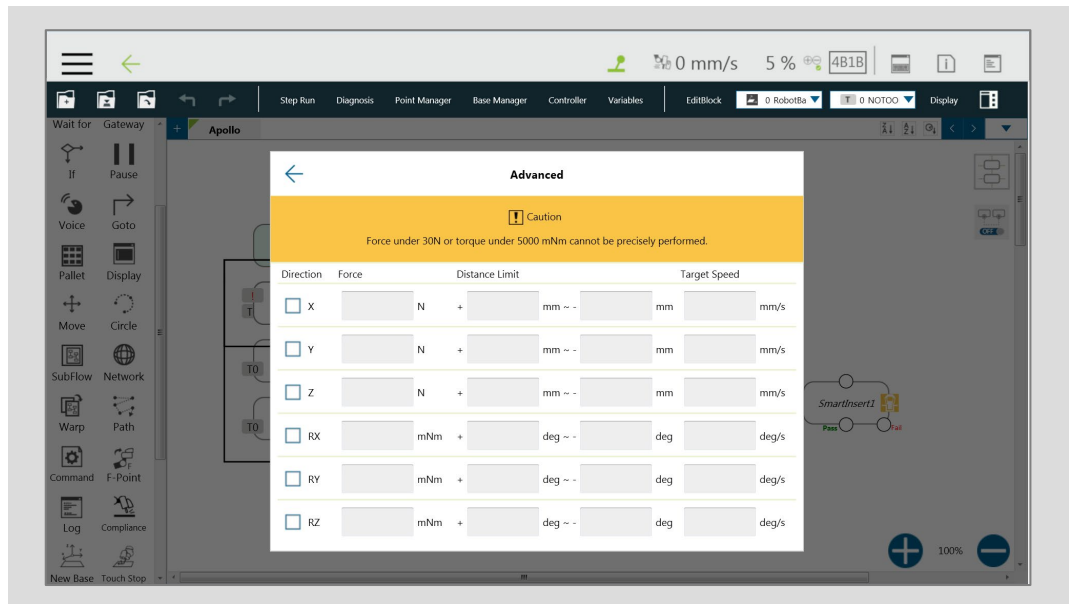 0 mm/s 5 % 4B1B
Step Run Diagnosis Point Manager Base Manager Controller Variables EditBlock 0 RobotBa T 0 NOTOO Display
Wait for Gateway
+ Apollo
If Pause
Voice Goto
Pallet Display
Move Circle
SubFlow Network
Warp Path
Command F-Point
Log Compliance
New Base Touch Stop
Advanced
Caution
Force under 30N or torque under 5000 mNm cannot be precisely performed.
Direction Force Distance Limit Target Speed
X N + mm ~ - mm mm/s
Y N + mm ~ - mm mm/s
Z N + mm ~ - mm mm/s
RX mNm + deg ~ - deg deg/s
RY mNm + deg ~ - deg deg/s
RZ mNm + deg ~ - deg deg/s
T
T0
T0
OFF
SmartInsert1
Pass Fail
100%